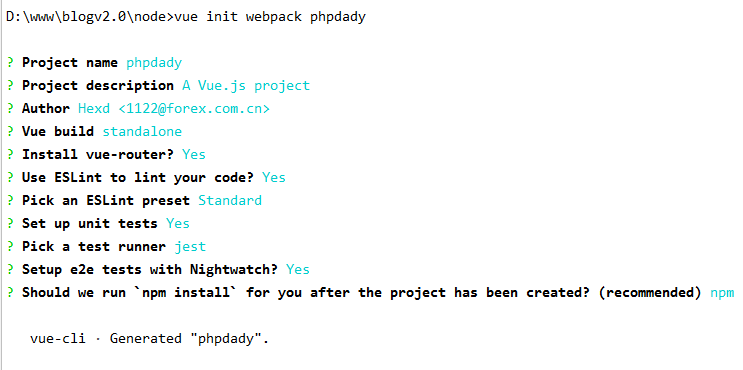 D:\www\blogv2.0\node>vue init webpack phpdady
? Project name phpdady
? Project description A Vue.js project
? Author Hexd <1122@forex.com.cn>
? Vue build standalone
? Install vue-router? Yes
? Use ESLint to lint your code? Yes
? Pick an ESLint preset Standard
? Set up unit tests Yes
? Pick a test runner jest
? Setup e2e tests with Nightwatch? Yes
? Should we run `npm install` for you after the project has been created? (recommended) npm
vue-cli · Generated "phpdady".